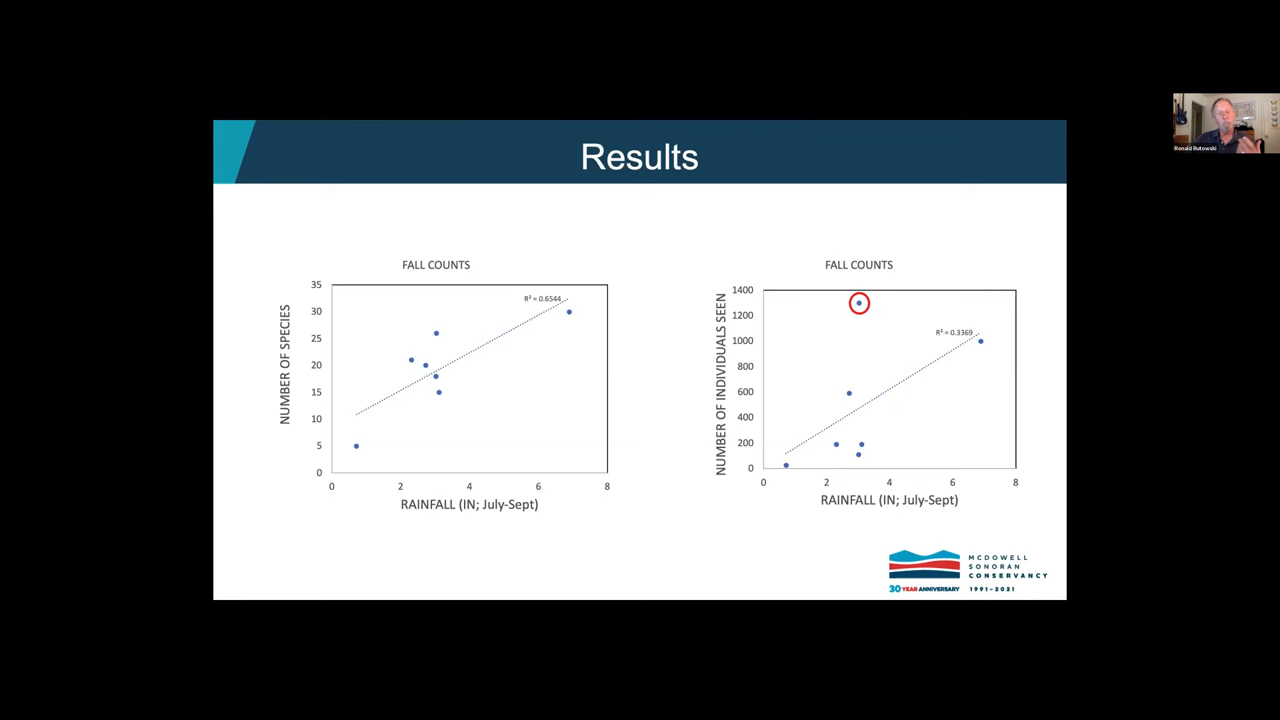 Results
Ronald Rutowski
FALL COUNTS
NUMBER OF SPECIES
35
30
25
20
15
10
5
0
R² = 0.6544
0 2 4 6 8
RAINFALL (IN; July-Sept)
FALL COUNTS
NUMBER OF INDIVIDUALS SEEN
1400
1200
1000
800
600
400
200
0
R² = 0.3369
0 2 4 6 8
RAINFALL (IN; July-Sept)
MCDOWELL
SONORAN
CONSERVANCY
30 YEAR ANNIVERSARY 1991-2021